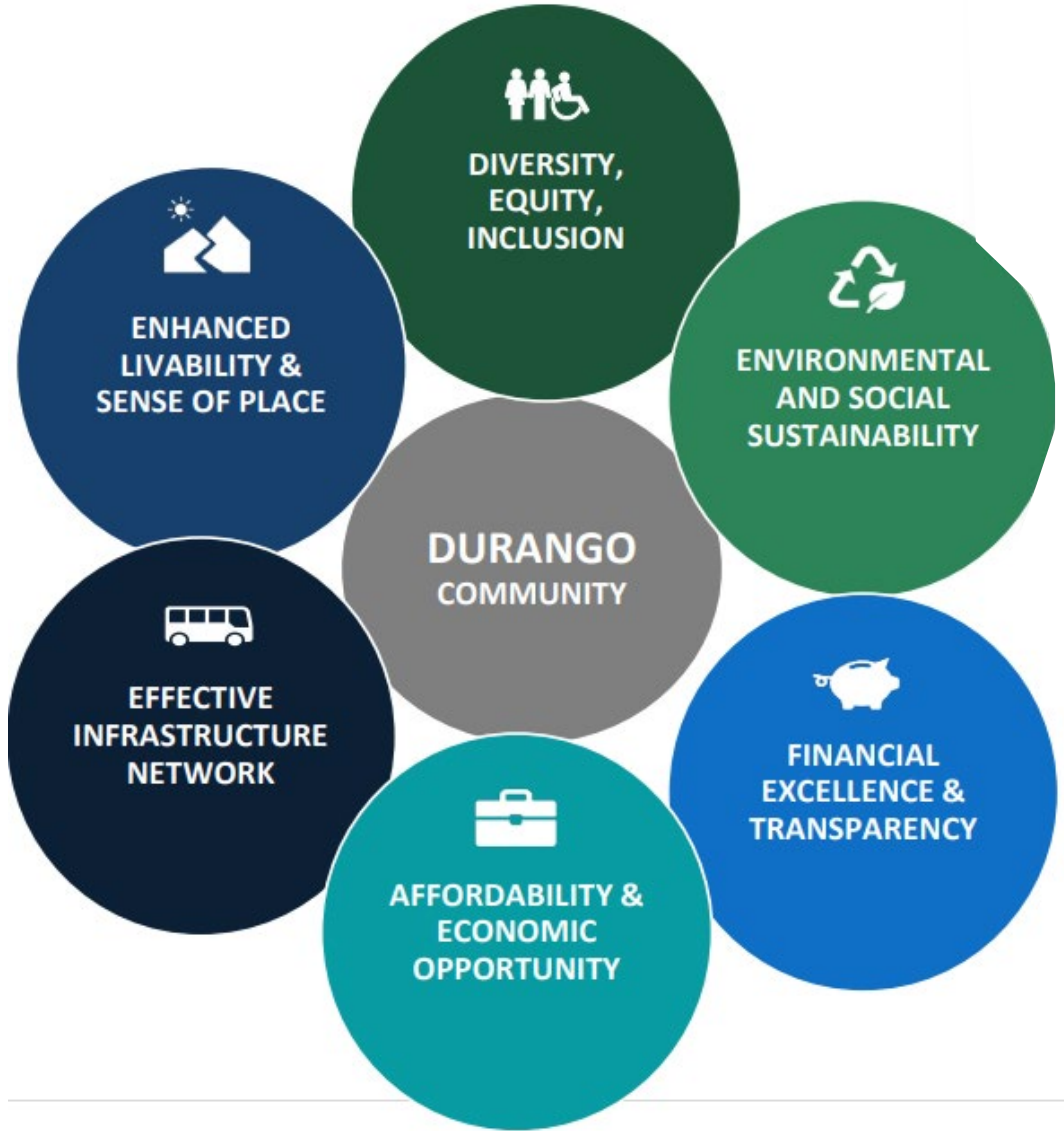 DIVERSITY,
EQUITY,
INCLUSION
ENHANCED
LIVABILITY &
SENSE OF PLACE
ENVIRONMENTAL
AND SOCIAL
SUSTAINABILITY
DURANGO
COMMUNITY
EFFECTIVE
INFRASTRUCTURE
NETWORK
FINANCIAL
EXCELLENCE &
TRANSPARENCY
AFFORDABILITY &
ECONOMIC
OPPORTUNITY